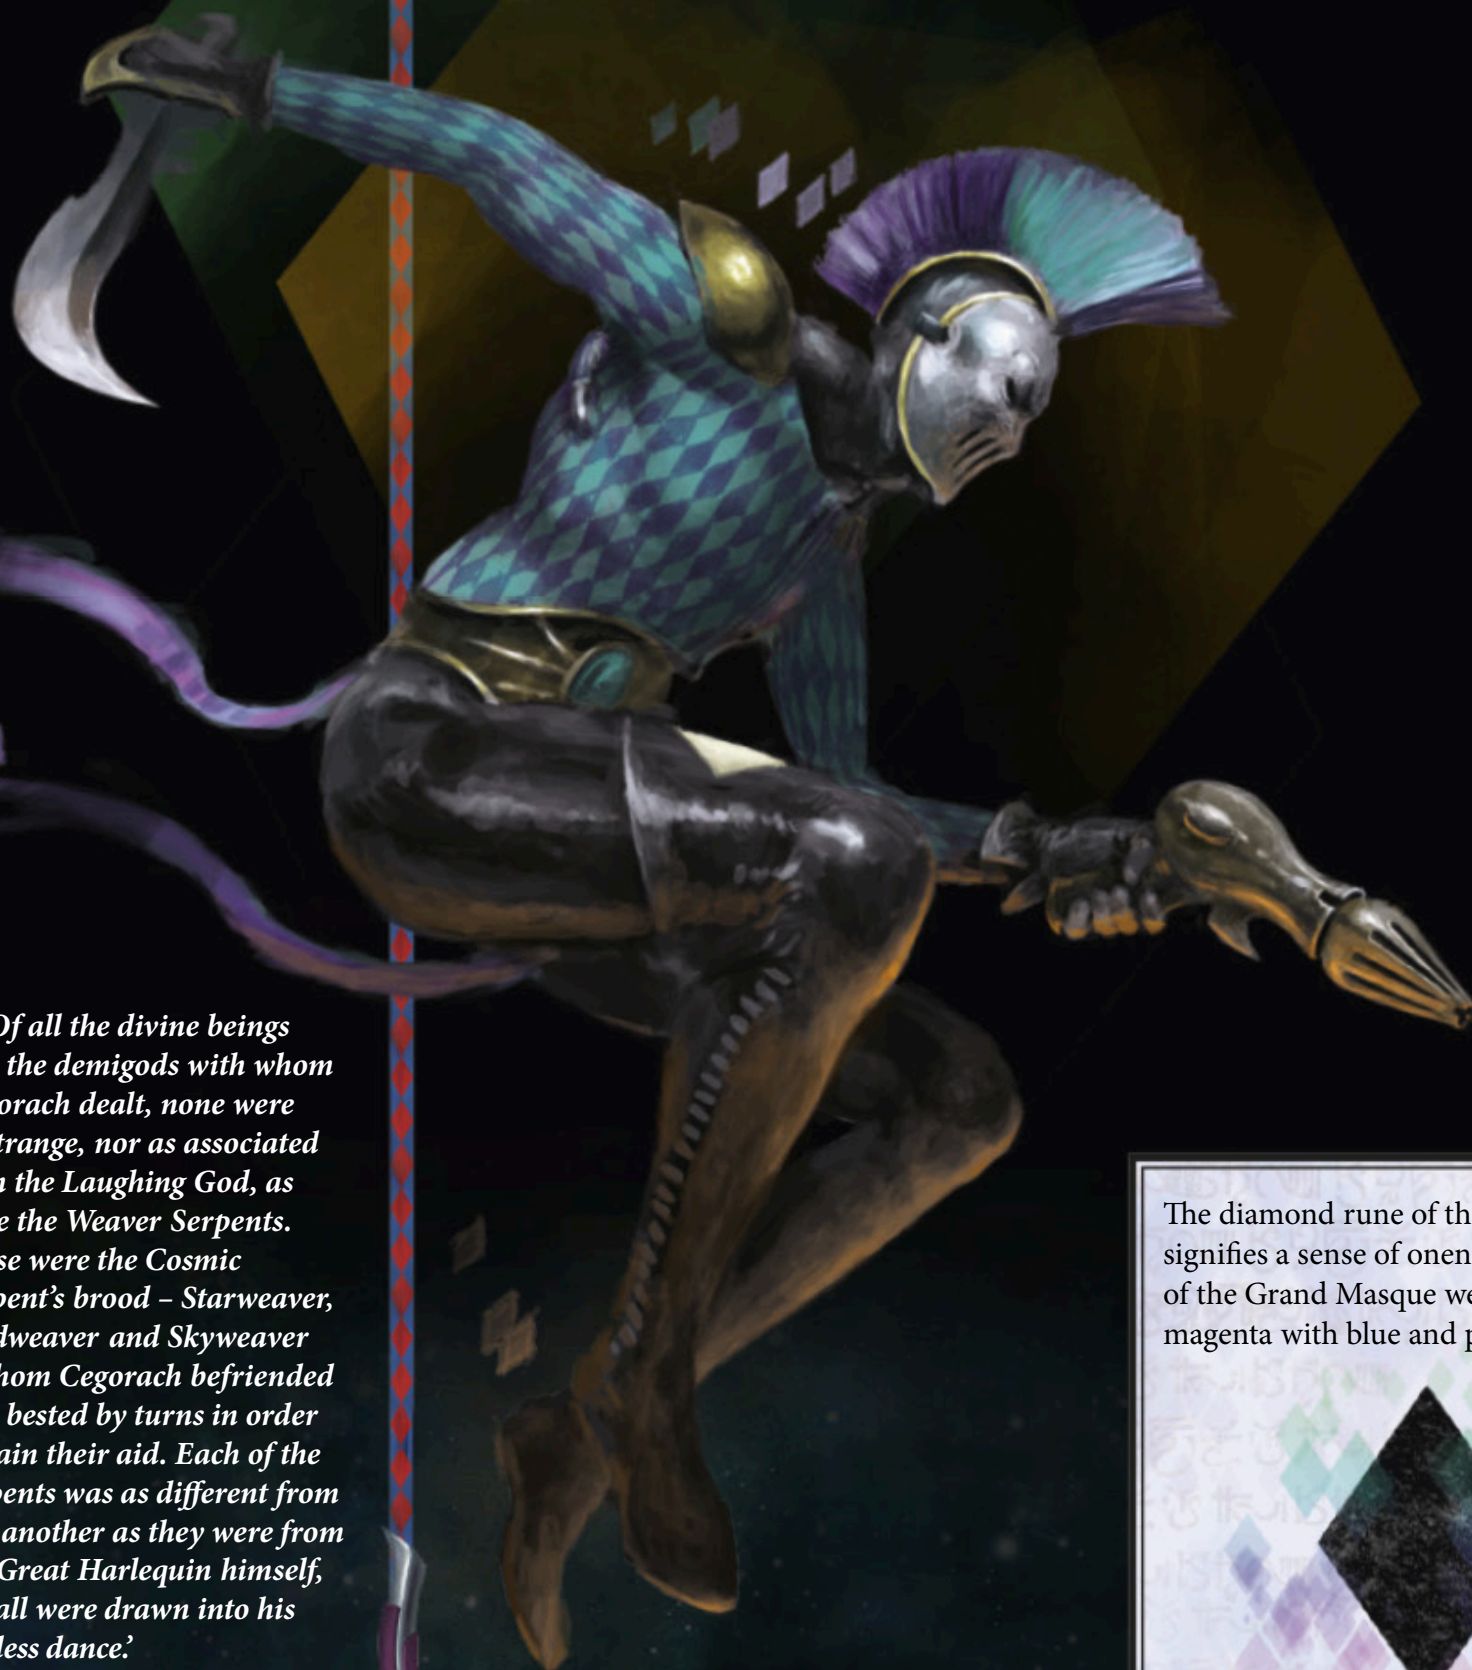 Of all the divine beings
the demigods with whom
orach dealt, none were
trange, nor as associated
the Laughing God, as
e the Weaver Serpents.
se were the Cosmic
pent’s brood – Starweaver,
dweaver and Skyweaver
hom Cegorach befriended
bested by turns in order
ain their aid. Each of the
pents was as different from
another as they were from
Great Harlequin himself,
all were drawn into his
less dance.’
The diamond rune of th
signifies a sense of onen
of the Grand Masque we
magenta with blue and p